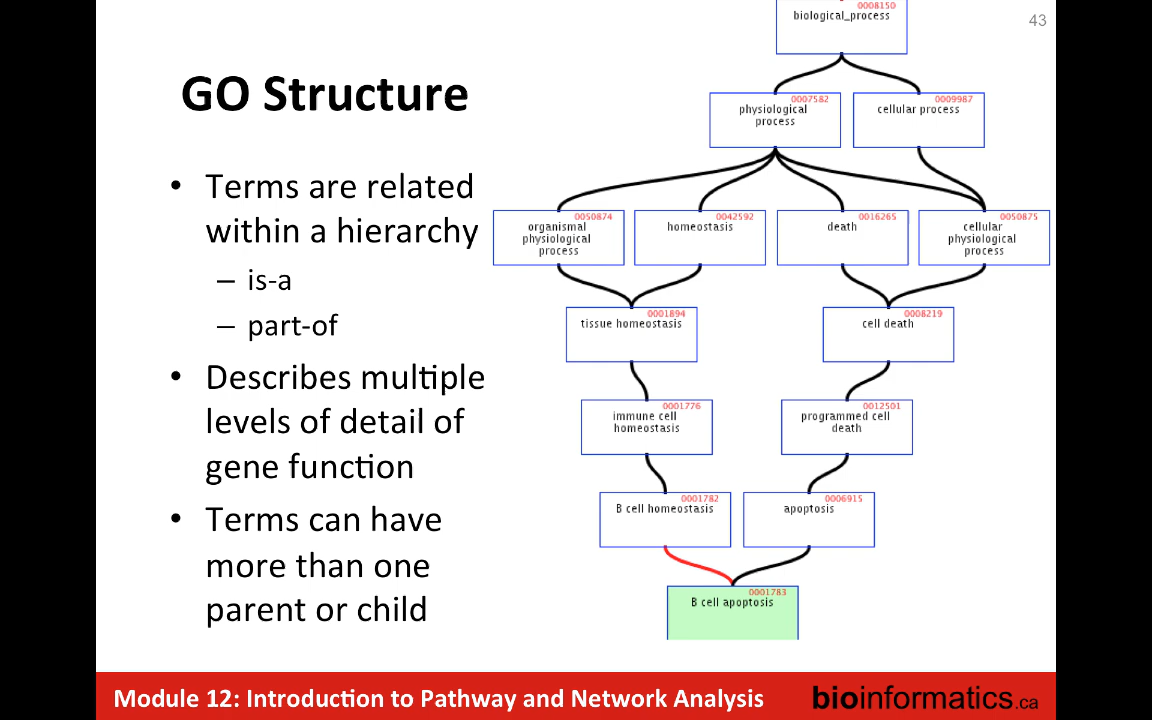 43
GO Structure
• Terms are related
within a hierarchy
– is-a
– part-of
• Describes multiple
levels of detail of
gene function
• Terms can have
more than one
parent or child
0008150
biological_process
0007582
physiological
process
0009987
cellular process
0050874
organismal
physiological
process
0042592
homeostasis
0016265
death
0050875
cellular
physiological
process
0001894
tissue homeostasis
0008219
cell death
0001776
immune cell
homeostasis
0012501
programmed cell
death
0001782
B cell homeostasis
0006915
apoptosis
0001783
B cell apoptosis
Module 12: Introduction to Pathway and Network Analysis
bioinformatics.ca